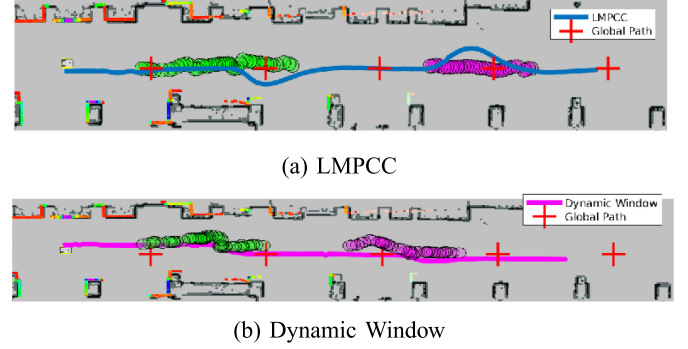 LMPCC
Global Path
(a) LMPCC
Dynamic Window
Global Path
(b) Dynamic Window